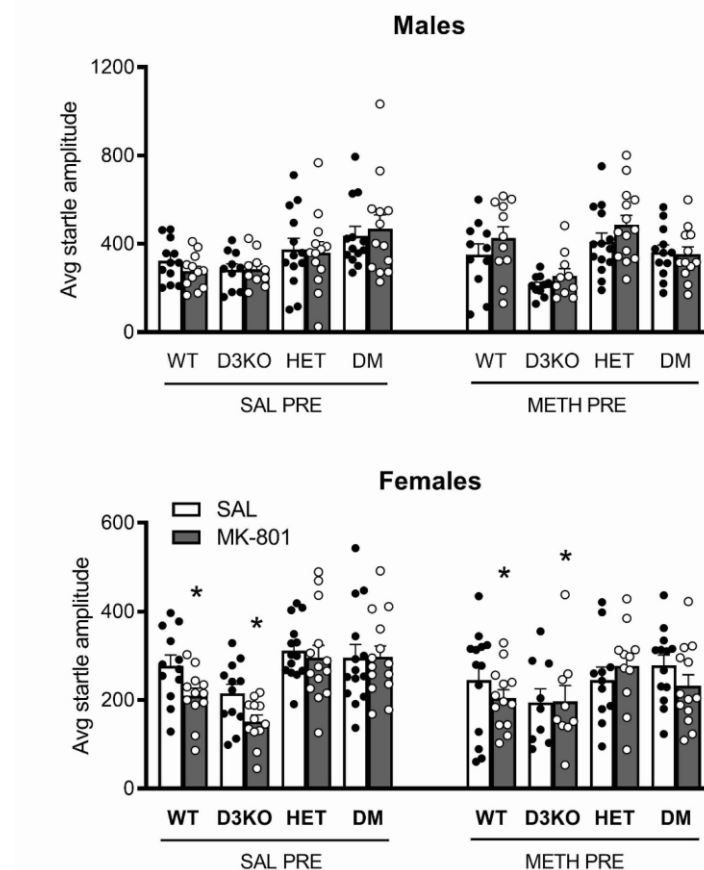 Males
1200
800
400
0
Avg startle amplitude
WT D3KO HET DM WT D3KO HET DM
SAL PRE METH PRE
Females
SAL
MK-801
600
400
200
0
Avg startle amplitude
* * * *
WT D3KO HET DM WT D3KO HET DM
SAL PRE METH PRE